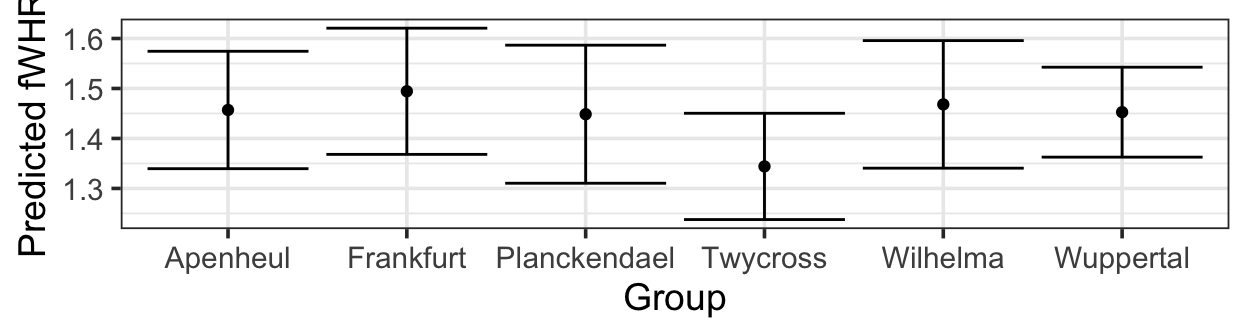 Predicted fWHR
1.6
1.5
1.4
1.3
Apenheul Frankfurt Planckendael Twycross Wilhelma Wuppertal
Group